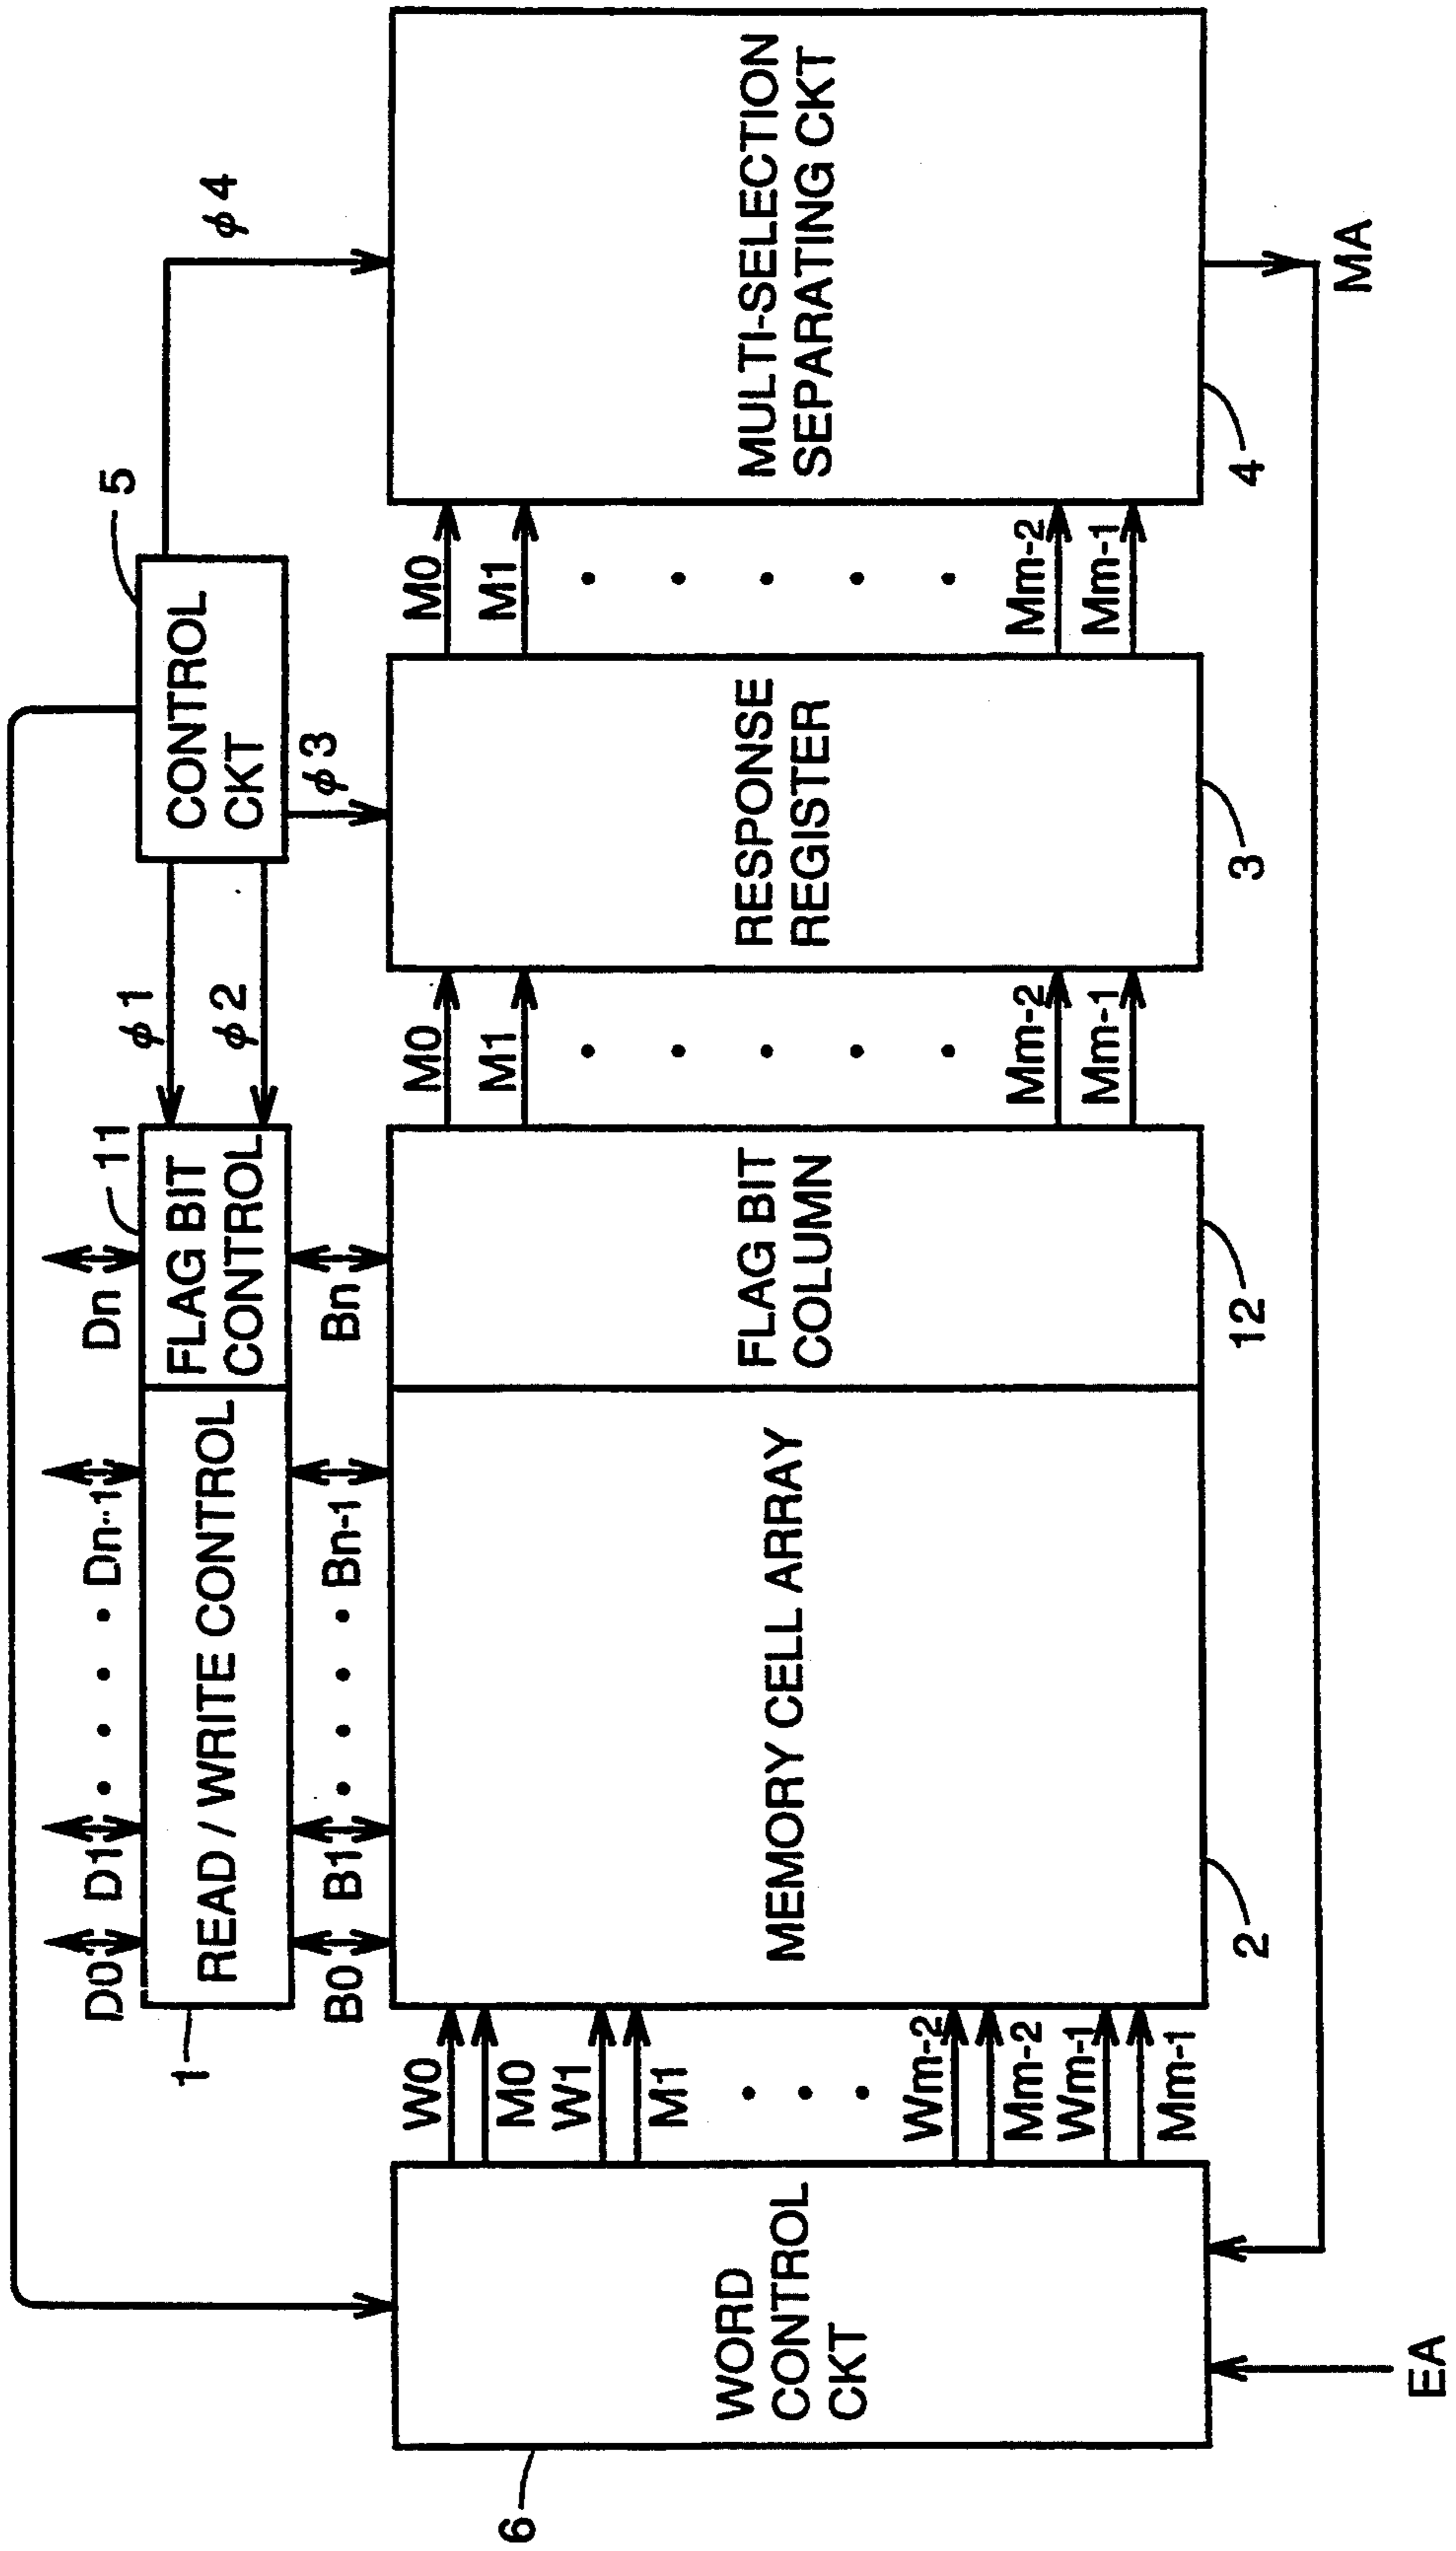 5
CONTROL
CKT
φ4
φ1
φ2
φ3
Dn
11
D0
D1
Dn-1
1
READ / WRITE CONTROL
FLAG BIT
CONTROL
B0
B1
Bn-1
Bn
W0
M0
W1
M1
Wm-2
Mm-2
Wm-1
Mm-1
6
WORD
CONTROL
CKT
MEMORY CELL ARRAY
FLAG BIT
COLUMN
M0
M1
Mm-2
Mm-1
RESPONSE
REGISTER
M0
M1
Mm-2
Mm-1
MULTI-SELECTION
SEPARATING CKT
2
12
3
4
EA
MA